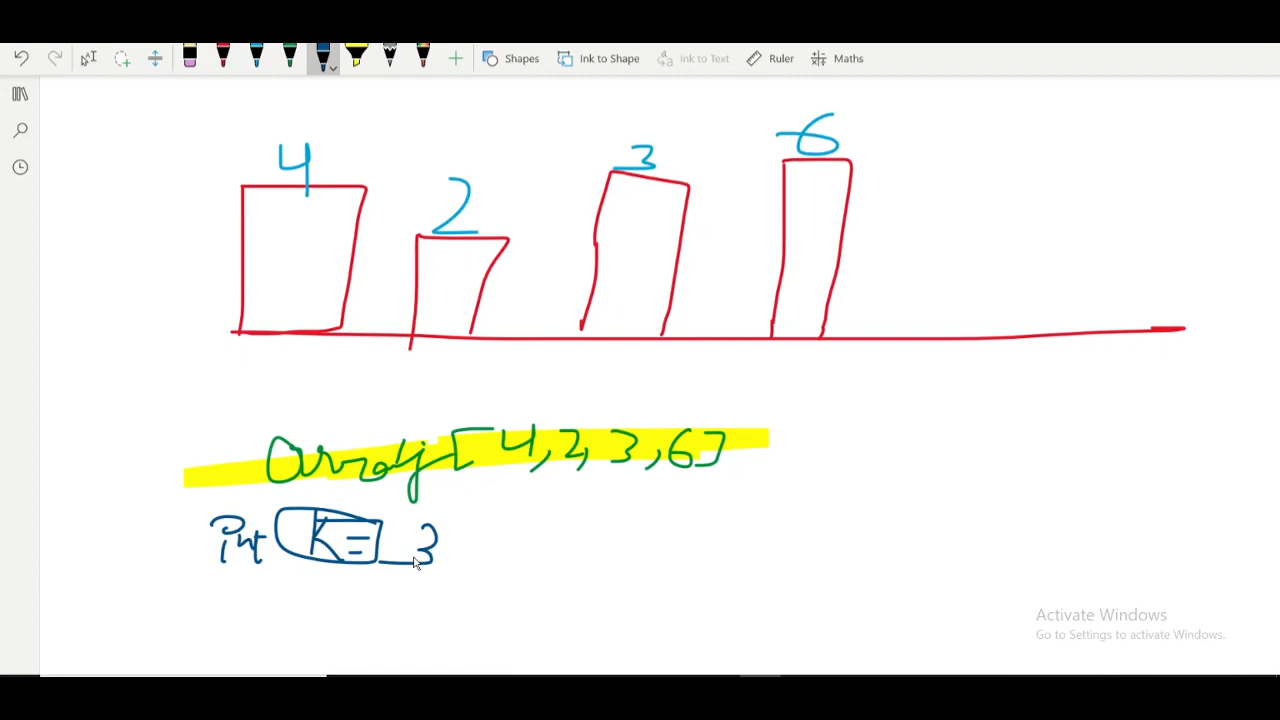 Shapes Ink to Shape Ink to Text Ruler Maths
4 2 3 6
Array [4,2,3,6]
Int K= 3
Activate Windows
Go to Settings to activate Windows.